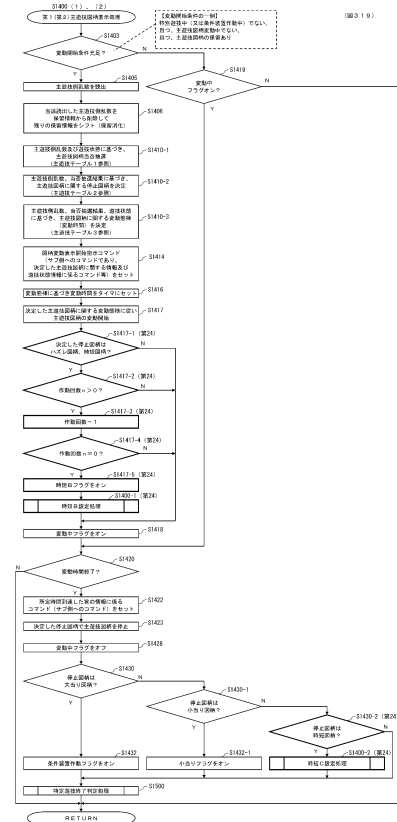 S1400 (1)、(2)
第1(第2)主遊技図柄表示処理
【変動開始条件の一例】
特別遊技中(又は条件装置作動中)でない、
且つ、主遊技図柄変動中でない、
且つ、主遊技図柄の保留あり
(図319)
S1403
変動開始条件充足?
N
Y
S1405
主遊技側乱数を読出
S1419
変動中
フラグオン?
N
Y
S1406
当該読出した主遊技側乱数を
保留情報から削除して
残りの保留情報をシフト(保留消化)
S1410-1
主遊技側乱数及び遊技状態に基づき、
主遊技図柄当否抽選
(主遊技テーブル1参照)
S1410-2
主遊技側乱数、当否抽選結果に基づき、
主遊技図柄に関する停止図柄を決定
(主遊技テーブル2参照)
S1410-3
主遊技側乱数、当否抽選結果、遊技状態
に基づき、主遊技図柄に関する変動態様
(変動時間)を決定
(主遊技テーブル3参照)
S1414
図柄変動表示開始指示コマンド
(サブ側へのコマンドであり、
決定した主遊技図柄に関する情報及び
遊技状態情報に係るコマンド等)をセット
S1416
変動態様に基づき変動時間をタイマにセット
S1417
決定した主遊技図柄に関する変動態様に従い
主遊技図柄の変動開始
S1417-1(第24)
決定した停止図柄は
ハズレ図柄、時短図柄?
N
Y
S1417-2(第24)
作動回数n>0?
N
Y
S1417-3(第24)
作動回数-1
S1417-4(第24)
作動回数n=0?
N
Y
S1417-5(第24)
時短Bフラグをオン
S1400-1(第24)
時短B設定処理
S1418
変動中フラグをオン
S1420
変動時間終了?
N
Y
S1422
所定時間到達した旨の情報に係る
コマンド(サブ側へのコマンド)をセット
S1423
決定した停止図柄で主遊技図柄を停止
S1428
変動中フラグをオフ
S1430
停止図柄は
大当り図柄?
N
Y
S1430-1
停止図柄は
小当り図柄?
N
Y
S1430-2(第24)
停止図柄は
時短図柄?
N
Y
S1432
条件装置作動フラグをオン
S1432-1
小当りフラグをオン
S1400-2(第24)
時短C設定処理
S1500
特定遊技終了判定処理
RETURN